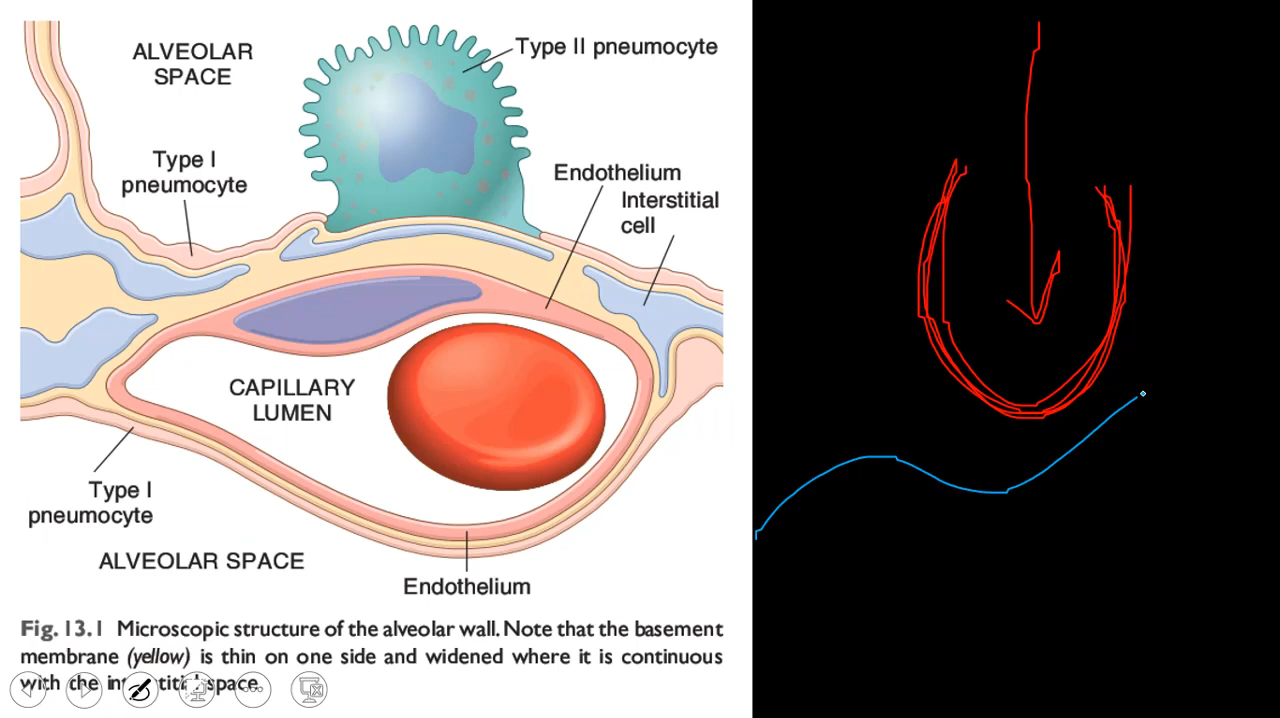 ALVEOLAR
SPACE
Type II pneumocyte
Type I
pneumocyte
Endothelium
Interstitial
cell
CAPILLARY
LUMEN
Type I
pneumocyte
ALVEOLAR SPACE
Endothelium
Fig. 13.1 Microscopic structure of the alveolar wall. Note that the basement
membrane (yellow) is thin on one side and widened where it is continuous
with the interstitial space.